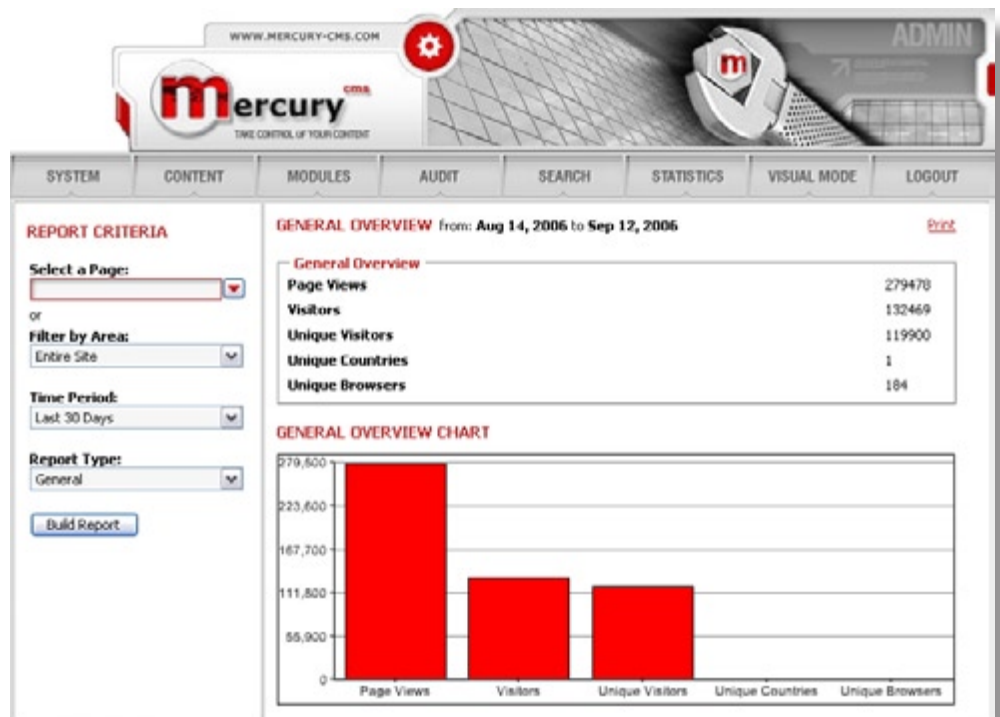 WWW.MERCURY-CMS.COM
ADMIN
m
mercury cms
TAKE CONTROL OF YOUR CONTENT
SYSTEM CONTENT MODULES AUDIT SEARCH STATISTICS VISUAL MODE LOGOUT
REPORT CRITERIA
Select a Page:
or
Filter by Area:
Entire Site
Time Period:
Last 30 Days
Report Type:
General
Build Report
GENERAL OVERVIEW from: Aug 14, 2006 to Sep 12, 2006 Print
General Overview
Page Views 279478
Visitors 132469
Unique Visitors 119900
Unique Countries 1
Unique Browsers 184
GENERAL OVERVIEW CHART
279,500
223,600
167,700
111,800
55,900
0
Page Views Visitors Unique Visitors Unique Countries Unique Browsers